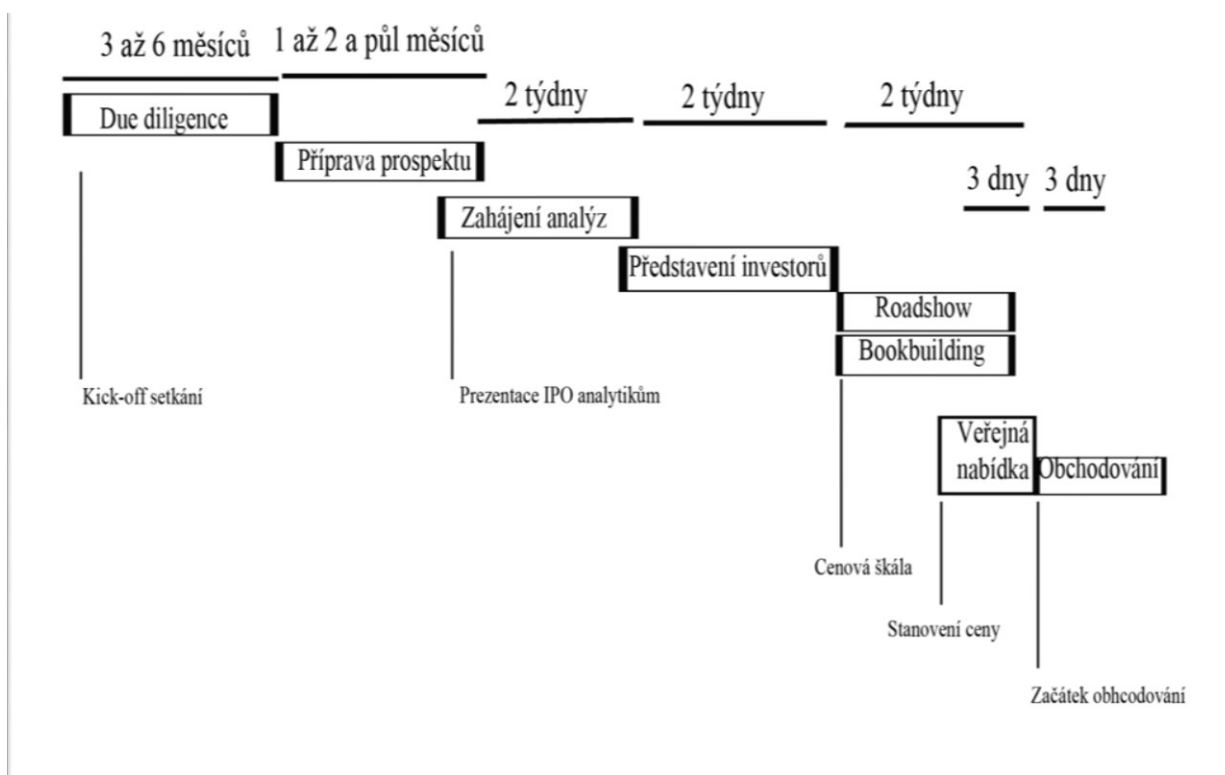 3 až 6 měsíců
1 až 2 a půl měsíců
2 týdny
2 týdny
2 týdny
Due diligence
Příprava prospektu
3 dny
3 dny
Zahájení analýz
Představení investorů
Roadshow
Bookbuilding
Kick-off setkání
Prezentace IPO analytikům
Veřejná
nabídka
Obchodování
Cenová škála
Stanovení ceny
Začátek obhcodování